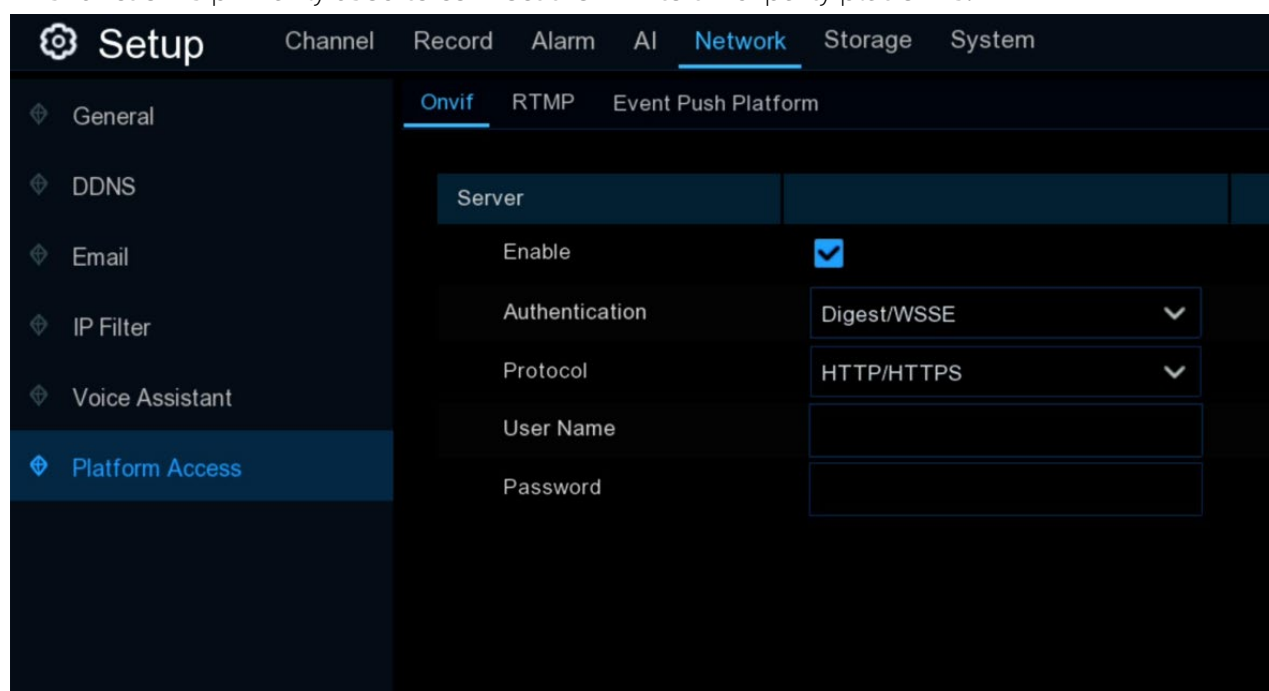 Setup Channel Record Alarm AI Network Storage System
Onvif RTMP Event Push Platform
General
DDNS
Email
IP Filter
Voice Assistant
Platform Access
Server
Enable
Authentication Digest/WSSE
Protocol HTTP/HTTPS
User Name
Password